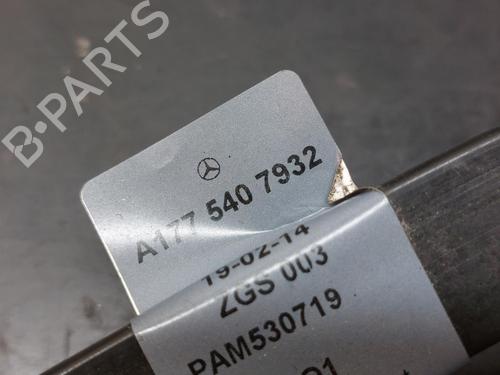 B-PARTS
A177 540 7932
19-02-14
ZGS 003
PAM530719